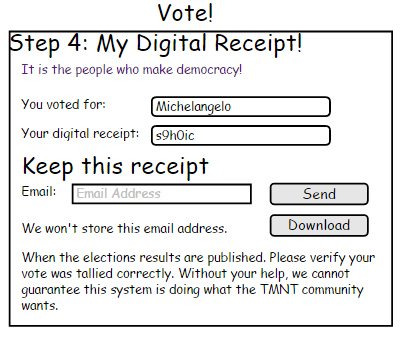 Vote!
Step 4: My Digital Receipt!
It is the people who make democracy!
You voted for: Michelangelo
Your digital receipt: s9h0ic
Keep this receipt
Email: Email Address Send
We won't store this email address. Download
When the elections results are published. Please verify your
vote was tallied correctly. Without your help, we cannot
guarantee this system is doing what the TMNT community
wants.